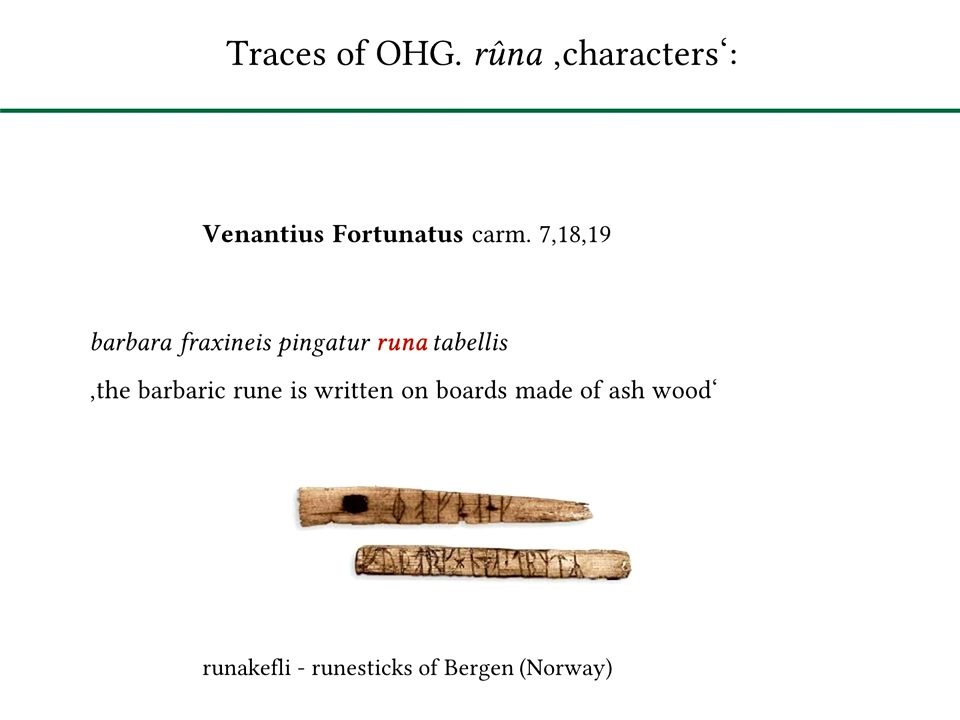 Traces of OHG. rûna ‚characters‘:
Venantius Fortunatus carm. 7,18,19
barbara fraxineis pingatur runa tabellis
‚the barbaric rune is written on boards made of ash wood‘
runakefli - runesticks of Bergen (Norway)